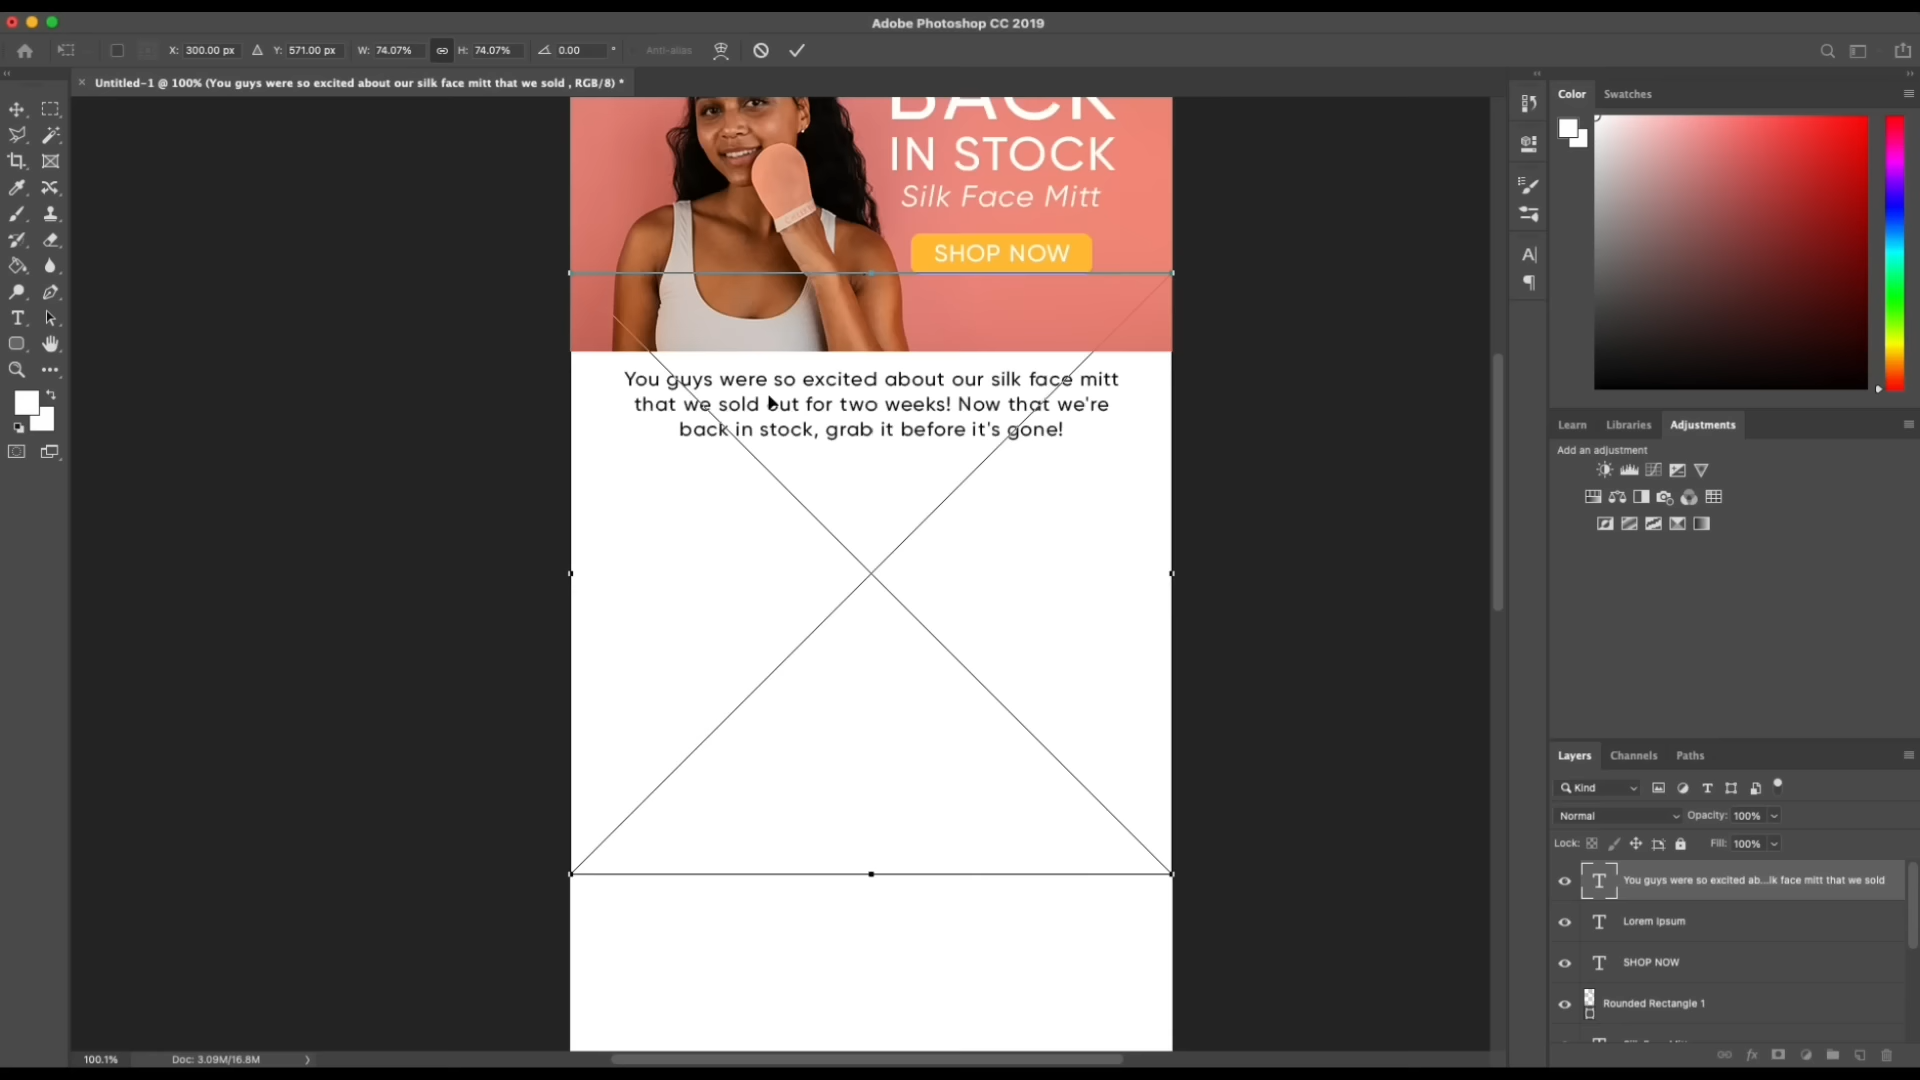 Adobe Photoshop CC 2019
X: 300.00 px Y: 571.00 px W: 74.07% H: 74.07% 0.00 ° Anti-alias
× Untitled-1 @ 100% (You guys were so excited about our silk face mitt that we sold , RGB/8) *
BACK
IN STOCK
Silk Face Mitt
SHOP NOW
You guys were so excited about our silk face mitt
that we sold out for two weeks! Now that we're
back in stock, grab it before it's gone!
Color Swatches
Learn Libraries Adjustments
Add an adjustment
Layers Channels Paths
Kind
Normal Opacity: 100%
Lock: Fill: 100%
You guys were so excited ab...lk face mitt that we sold
Lorem Ipsum
SHOP NOW
Rounded Rectangle 1
100.1% Doc: 3.09M/16.8M